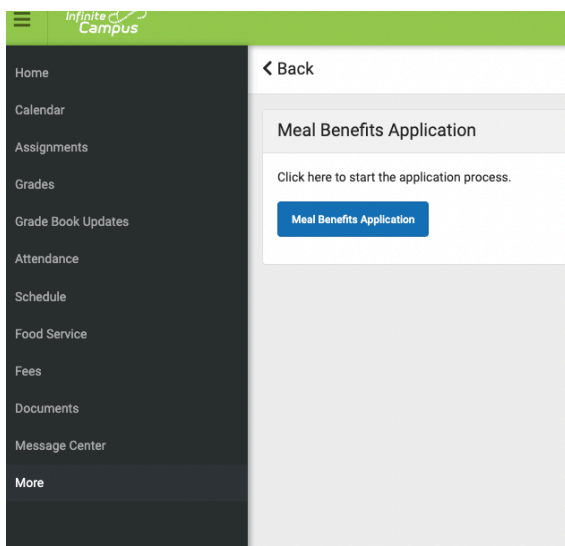 Infinite
Campus
Home
Calendar
Assignments
Grades
Grade Book Updates
Attendance
Schedule
Food Service
Fees
Documents
Message Center
More
Back
Meal Benefits Application
Click here to start the application process.
Meal Benefits Application